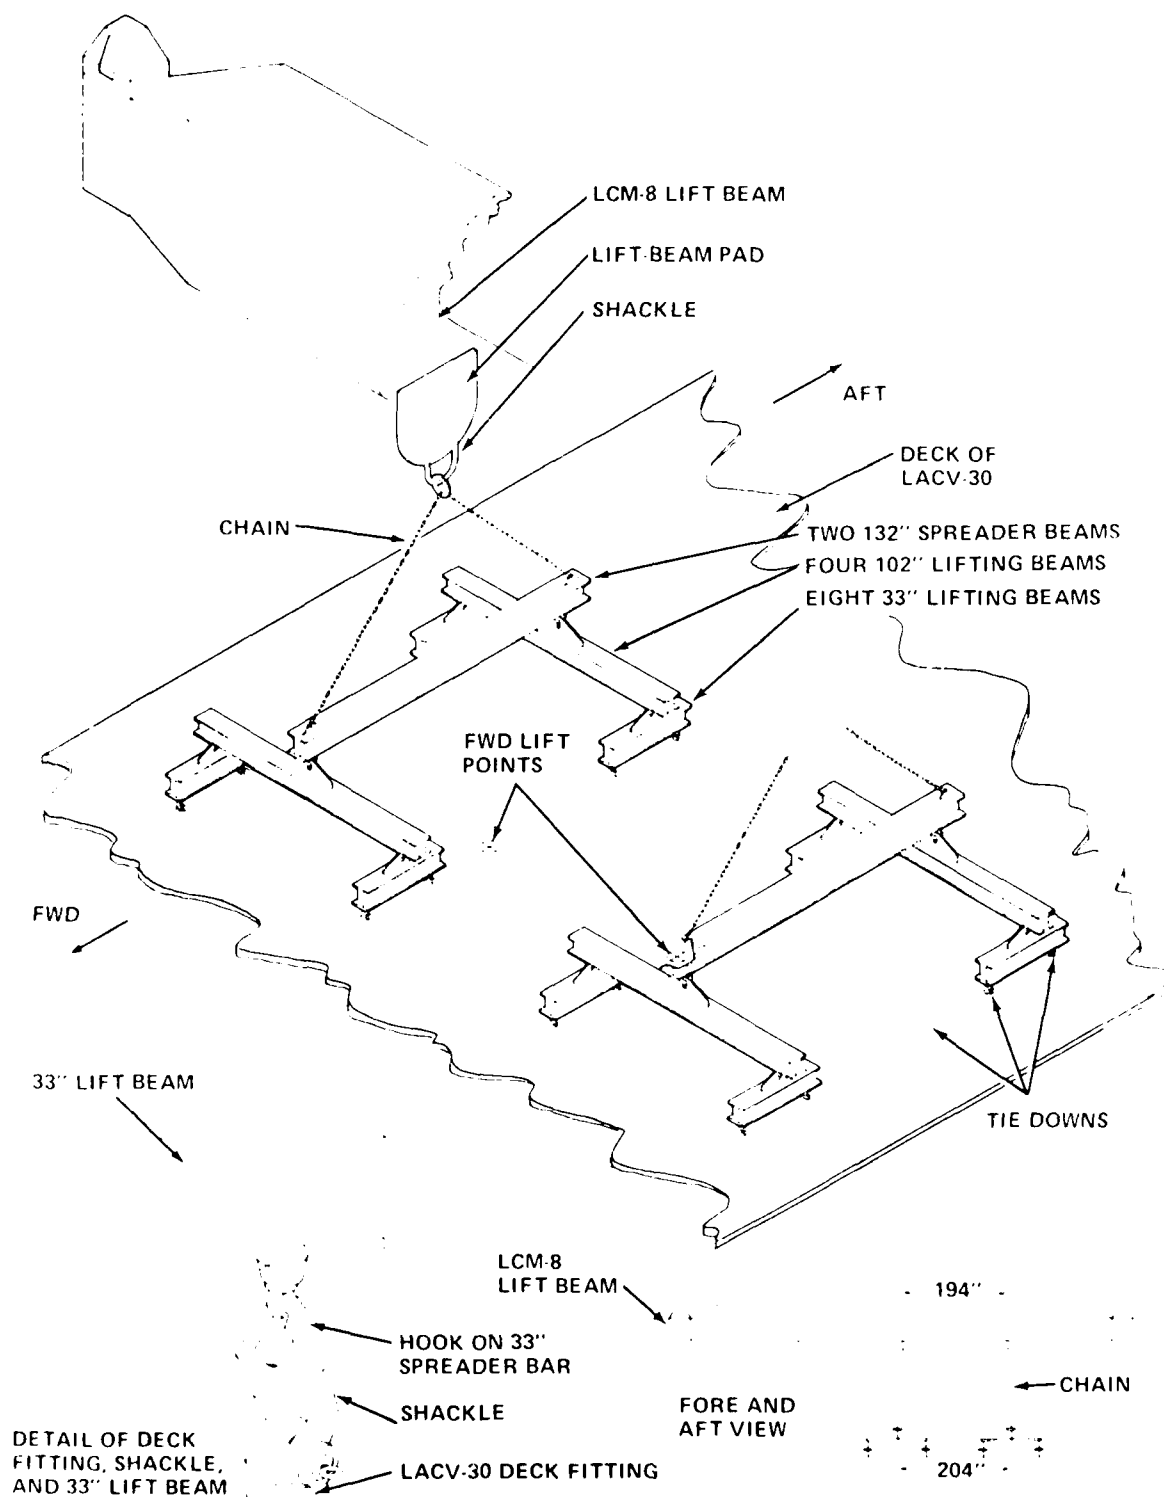 LCM-8 LIFT BEAM
LIFT-BEAM PAD
SHACKLE
AFT
DECK OF
LACV-30
CHAIN
TWO 132" SPREADER BEAMS
FOUR 102" LIFTING BEAMS
EIGHT 33" LIFTING BEAMS
FWD LIFT
POINTS
FWD
33" LIFT BEAM
TIE DOWNS
LCM-8
LIFT BEAM
194"
HOOK ON 33"
SPREADER BAR
CHAIN
SHACKLE
FORE AND
AFT VIEW
DETAIL OF DECK
FITTING, SHACKLE,
AND 33" LIFT BEAM
LACV-30 DECK FITTING
204"